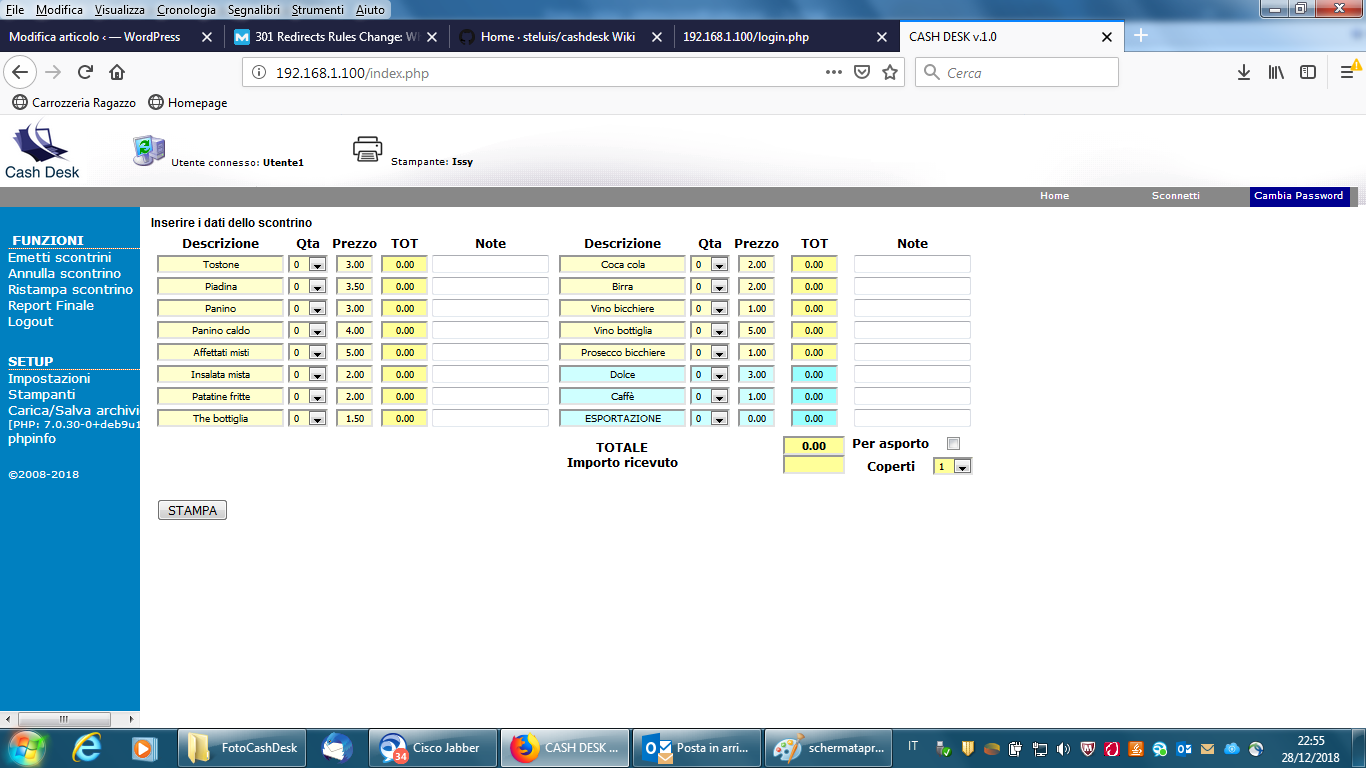 File Modifica Visualizza Cronologia Segnalibri Strumenti Aiuto
Modifica articolo ‹ — WordPress 301 Redirects Rules Change: Wh Home · steluis/cashdesk Wiki 192.168.1.100/login.php CASH DESK v.1.0
192.168.1.100/index.php Cerca
Carrozzeria Ragazzo Homepage
Cash Desk Utente connesso: Utente1 Stampante: Issy
Home Sconnetti Cambia Password
FUNZIONI
Emetti scontrini
Annulla scontrino
Ristampa scontrino
Report Finale
Logout
SETUP
Impostazioni
Stampanti
Carica/Salva archivi
[PHP: 7.0.30-0+deb9u1
phpinfo
©2008-2018
Inserire i dati dello scontrino
Descrizione Qta Prezzo TOT Note Descrizione Qta Prezzo TOT Note
Tostone 0 3.00 0.00 Coca cola 0 2.00 0.00
Piadina 0 3.50 0.00 Birra 0 2.00 0.00
Panino 0 3.00 0.00 Vino bicchiere 0 1.00 0.00
Panino caldo 0 4.00 0.00 Vino bottiglia 0 5.00 0.00
Affettati misti 0 5.00 0.00 Prosecco bicchiere 0 1.00 0.00
Insalata mista 0 2.00 0.00 Dolce 0 3.00 0.00
Patatine fritte 0 2.00 0.00 Caffè 0 1.00 0.00
The bottiglia 0 1.50 0.00 ESPORTAZIONE 0 0.00 0.00
TOTALE 0.00 Per asporto
Importo ricevuto Coperti 1
STAMPA
FotoCashDesk 34 Cisco Jabber CASH DESK ... Posta in arri... schermatapr... IT 22:55
28/12/2018